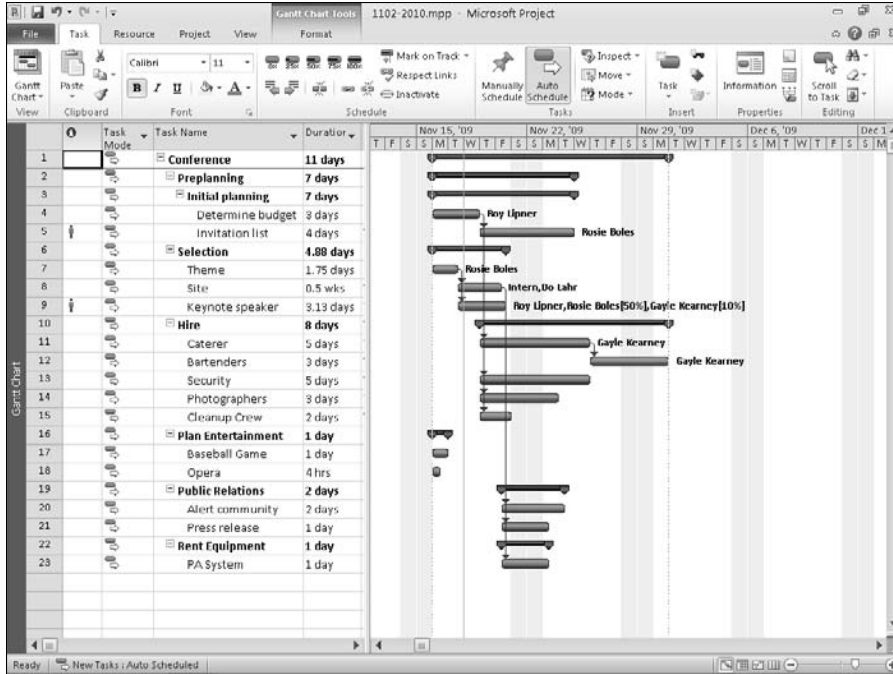 Gantt Chart Tools 1102-2010.mpp - Microsoft Project
File Task Resource Project View Format
Gantt Chart Paste Calibri 11 B I U A Mark on Track Respect Links Inactivate Manually Schedule Auto Schedule Inspect Move Mode Task Information Scroll to Task
View Clipboard Font Schedule Tasks Insert Properties Editing
Task Mode Task Name Duration Nov 15, '09 Nov 22, '09 Nov 29, '09 Dec 6, '09 Dec 1
T F S S M T W T F S S M T W T F S S M T W T F S S M T W T F S S M
1 Conference 11 days
2 Preplanning 7 days
3 Initial planning 7 days
4 Determine budget 3 days Roy Lipner
5 Invitation list 4 days Rosie Boles
6 Selection 4.88 days
7 Theme 1.75 days Rosie Boles
8 Site 0.5 wks Intern,Do Lahr
9 Keynote speaker 3.13 days Roy Lipner,Rosie Boles[50%],Gayle Kearney[10%]
10 Hire 8 days
11 Caterer 5 days Gayle Kearney
12 Bartenders 3 days Gayle Kearney
13 Security 5 days
14 Photographers 3 days
15 Cleanup Crew 2 days
16 Plan Entertainment 1 day
17 Baseball Game 1 day
18 Opera 4 hrs
19 Public Relations 2 days
20 Alert community 2 days
21 Press release 1 day
22 Rent Equipment 1 day
23 PA System 1 day
Gantt Chart
Ready New Tasks : Auto Scheduled